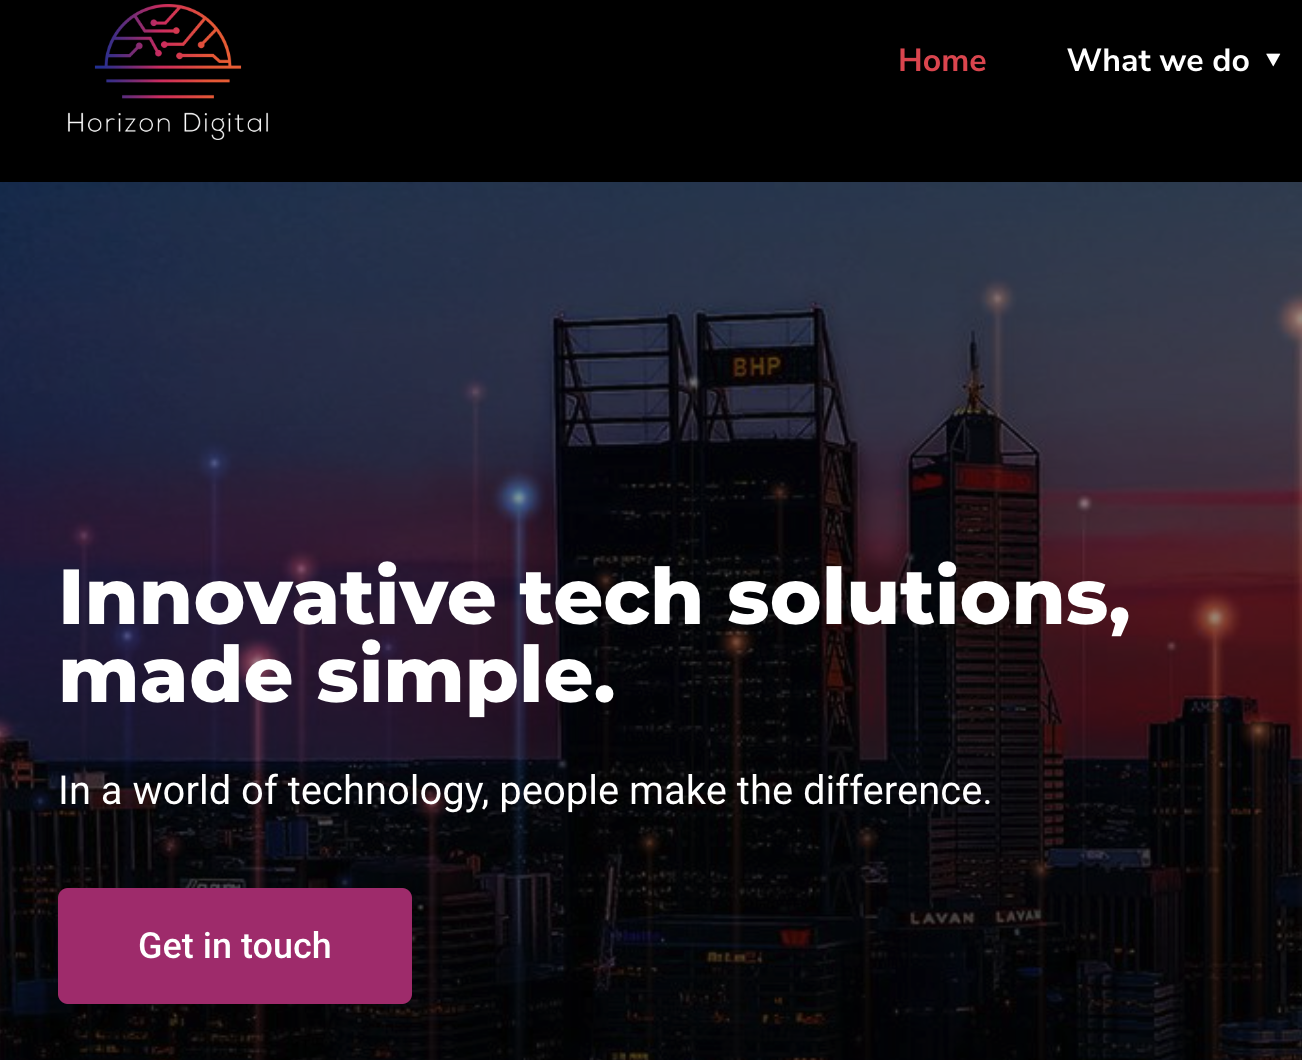 Horizon Digital
Home
What we do ▼
BHP
Innovative tech solutions,
made simple.
In a world of technology, people make the difference.
LAVAN LAVAN
Get in touch